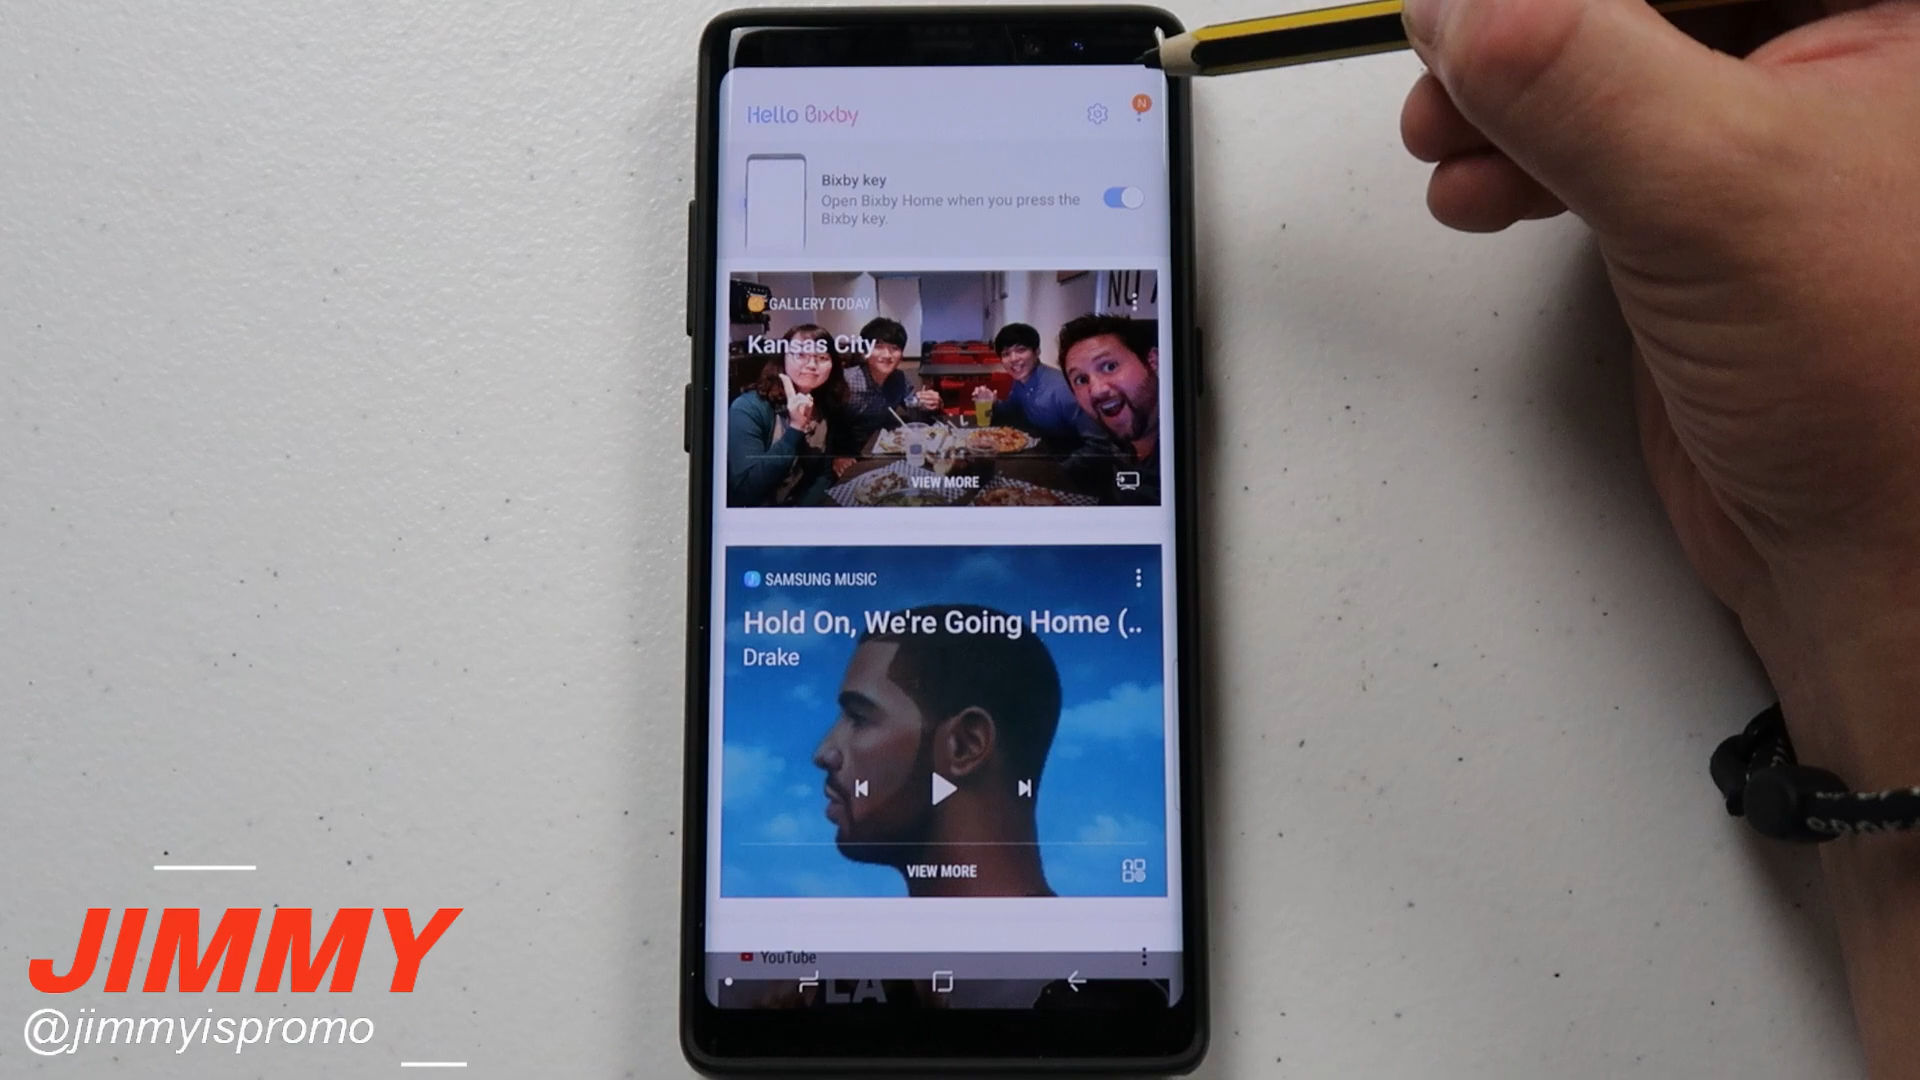 Hello Bixby
N
Bixby key
Open Bixby Home when you press the
Bixby key.
GALLERY TODAY
Kansas City
VIEW MORE
SAMSUNG MUSIC
Hold On, We're Going Home (..
Drake
VIEW MORE
YouTube
LA
JIMMY
@jimmyispromo